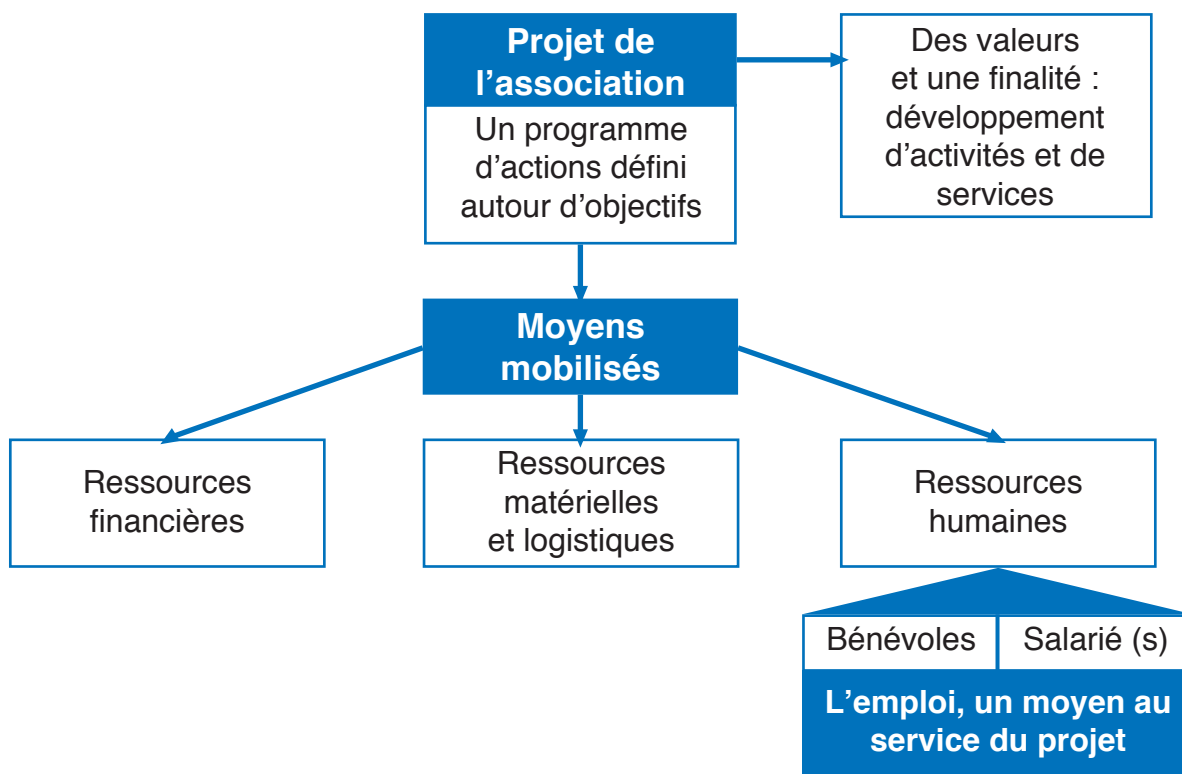 Projet de
l’association
Un programme
d’actions défini
autour d’objectifs
Des valeurs
et une finalité :
développement
d’activités et de
services
Moyens
mobilisés
Ressources
financières
Ressources
matérielles
et logistiques
Ressources
humaines
Bénévoles
Salarié (s)
L’emploi, un moyen au
service du projet